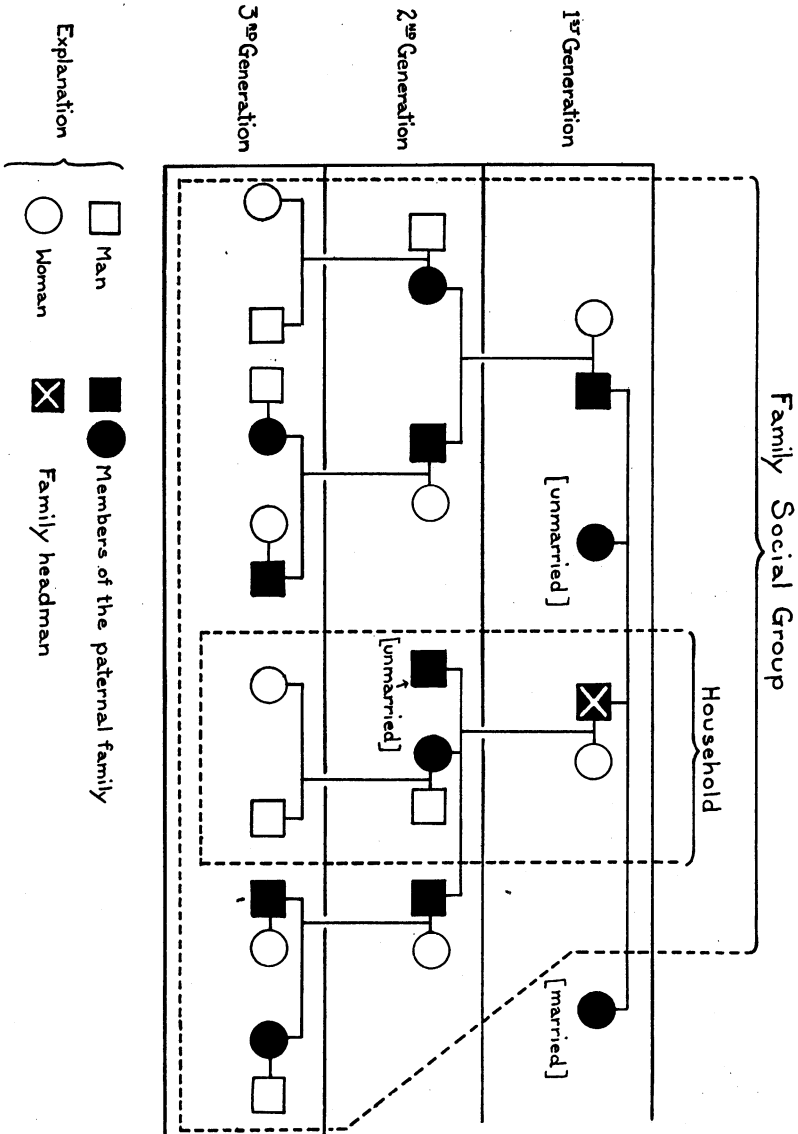 Family Social Group
Household
1ST Generation
[unmarried]
[married]
2ND Generation
[unmarried]
3RD Generation
Explanation
Man
Members of the paternal family
Woman
Family headman